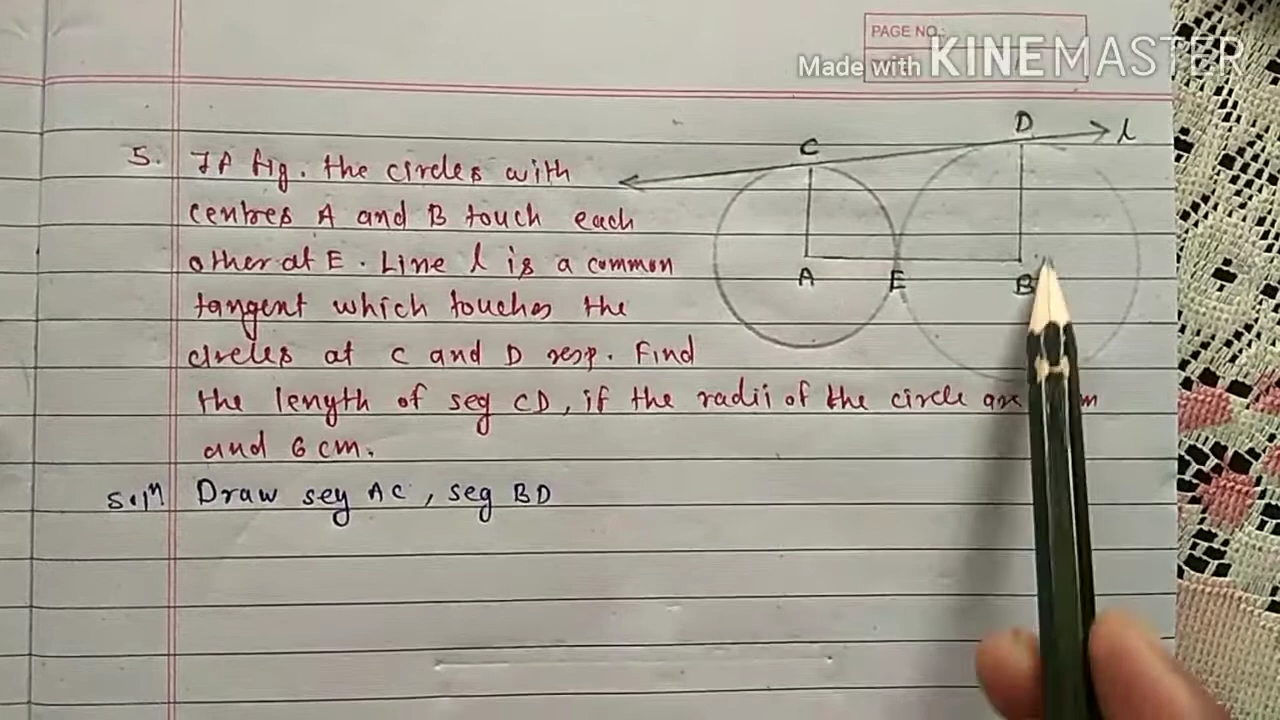 PAGE NO.:
Made with KINEMASTER
C
D
l
A
E
B
5. If fig. the circles with
centres A and B touch each
other at E. Line l is a common
tangent which touches the
circles at C and D resp. Find
the length of seg CD, if the radii of the circle are m
and 6 cm.
Soln Draw seg AC, seg BD